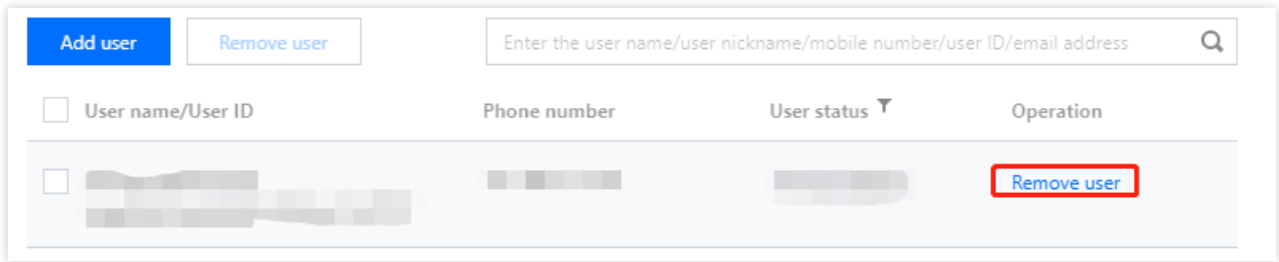 Add user Remove user Enter the user name/user nickname/mobile number/user ID/email address
User name/User ID Phone number User status Operation
Remove user